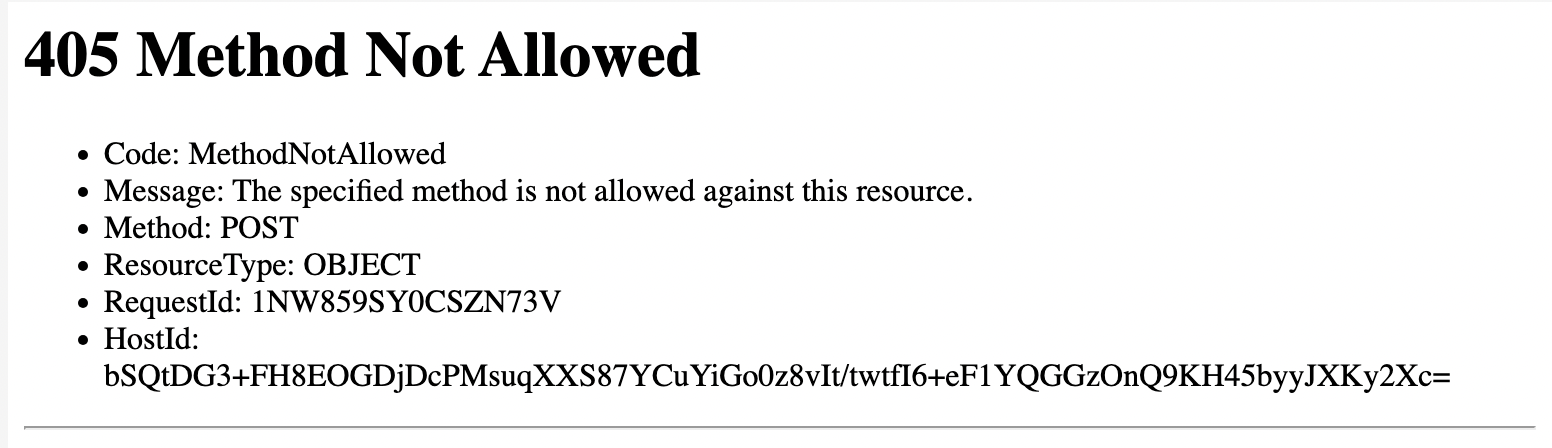 405 Method Not Allowed
• Code: MethodNotAllowed
• Message: The specified method is not allowed against this resource.
• Method: POST
• ResourceType: OBJECT
• RequestId: 1NW859SY0CSZN73V
• HostId:
bSQtDG3+FH8EOGDjDcPMsuqXXS87YCuYiGo0z8vIt/twtfI6+eF1YQGGzOnQ9KH45byyJXKy2Xc=